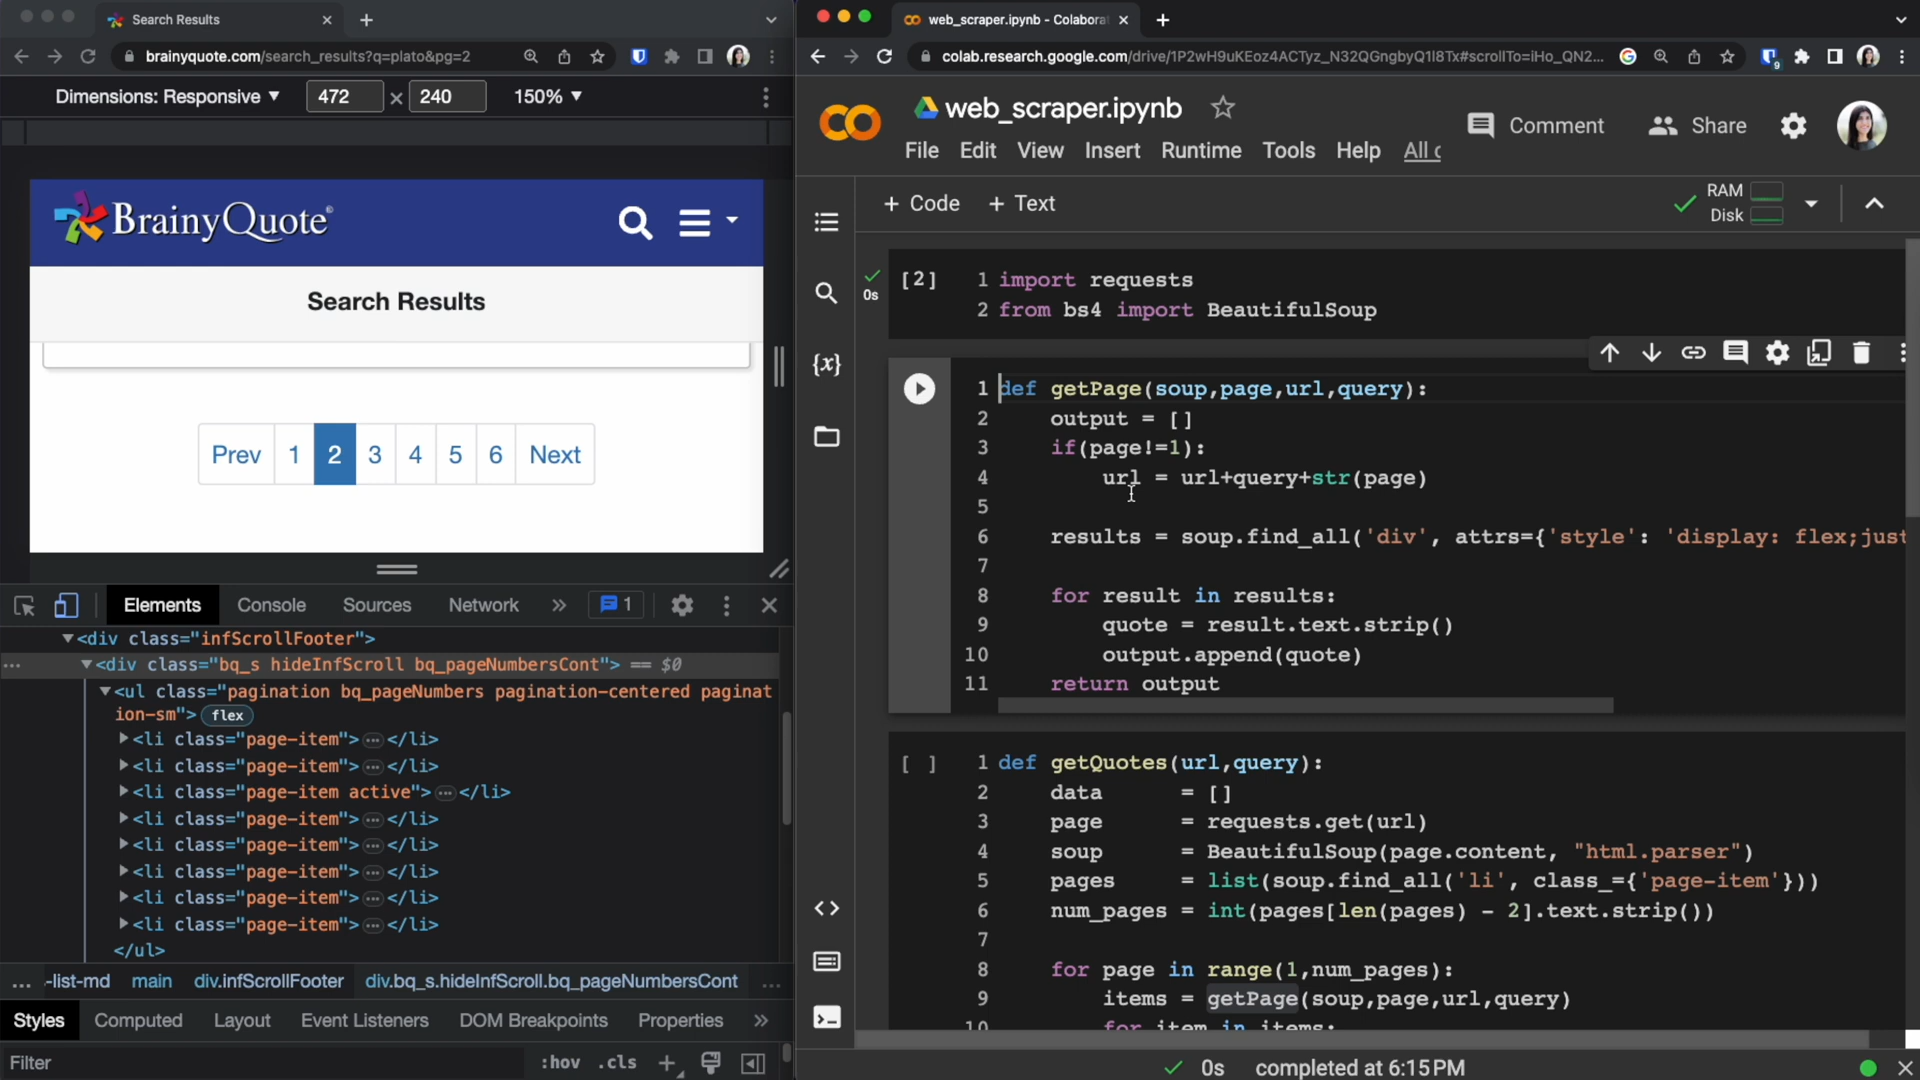 Search Results
brainyquote.com/search_results?q=plato&pg=2
Dimensions: Responsive ▼ 472 × 240 150% ▼
BrainyQuote®
Search Results
Prev 1 2 3 4 5 6 Next
Elements Console Sources Network » 1
▼<div class="infScrollFooter">
… ▼<div class="bq_s hideInfScroll bq_pageNumbersCont"> == $0
▼<ul class="pagination bq_pageNumbers pagination-centered paginat
ion-sm"> flex
▶<li class="page-item"> … </li>
▶<li class="page-item"> … </li>
▶<li class="page-item active"> … </li>
▶<li class="page-item"> … </li>
▶<li class="page-item"> … </li>
▶<li class="page-item"> … </li>
▶<li class="page-item"> … </li>
▶<li class="page-item"> … </li>
</ul>
… -list-md main div.infScrollFooter div.bq_s.hideInfScroll.bq_pageNumbersCont …
Styles Computed Layout Event Listeners DOM Breakpoints Properties »
Filter :hov .cls +
web_scraper.ipynb - Colabora
colab.research.google.com/drive/1P2wH9uKEoz4ACTyz_N32QGngbyQ1l8Tx#scrollTo=iHo_QN2...
9
web_scraper.ipynb
Comment Share
File Edit View Insert Runtime Tools Help All c
+ Code + Text
RAM
Disk
0s
[2]
1 import requests
2 from bs4 import BeautifulSoup
{x}
1 def getPage(soup,page,url,query):
2 output = []
3 if(page!=1):
4 url = url+query+str(page)
5
6 results = soup.find_all('div', attrs={'style': 'display: flex;just
7
8 for result in results:
9 quote = result.text.strip()
10 output.append(quote)
11 return output
[ ]
1 def getQuotes(url,query):
2 data = []
3 page = requests.get(url)
4 soup = BeautifulSoup(page.content, "html.parser")
5 pages = list(soup.find_all('li', class_={'page-item'}))
6 num_pages = int(pages[len(pages) - 2].text.strip())
7
8 for page in range(1,num_pages):
9 items = getPage(soup,page,url,query)
10 for item in items:
0s completed at 6:15 PM